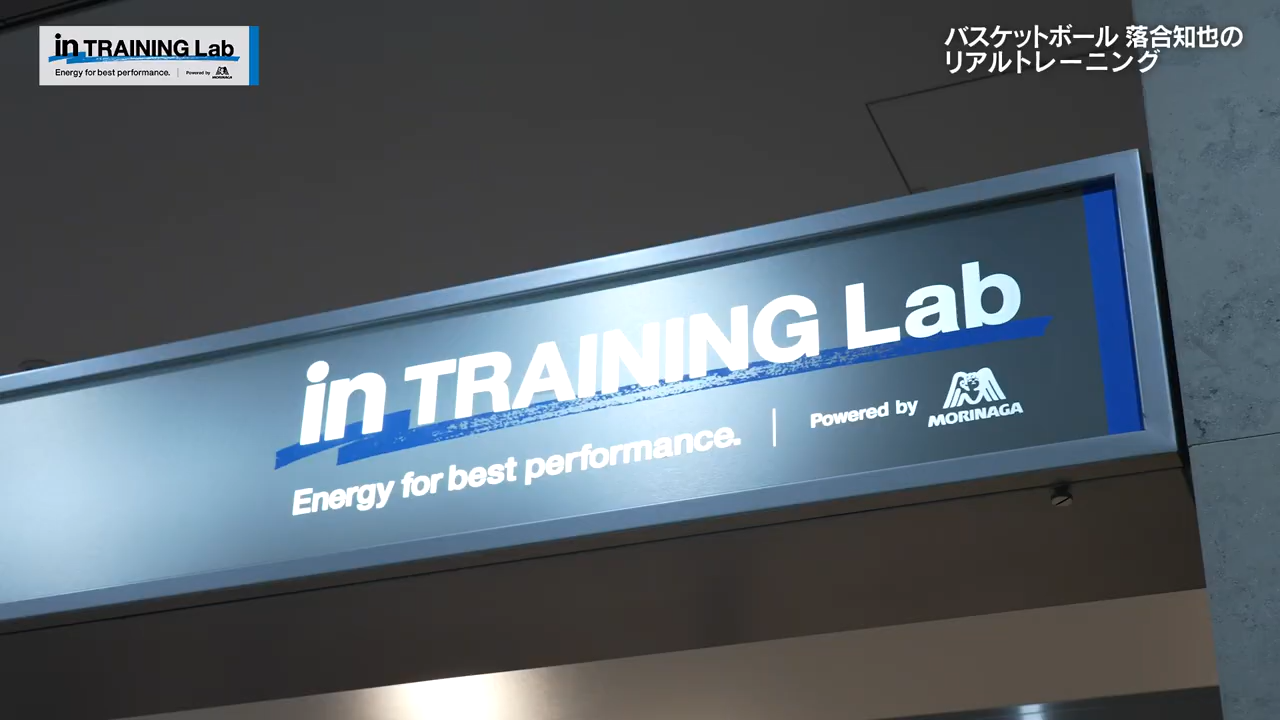 in TRAINING Lab
Energy for best performance. Powered by MORINAGA
バスケットボール 落合知也の
リアルトレーニング
in TRAINING Lab
Energy for best performance. Powered by MORINAGA